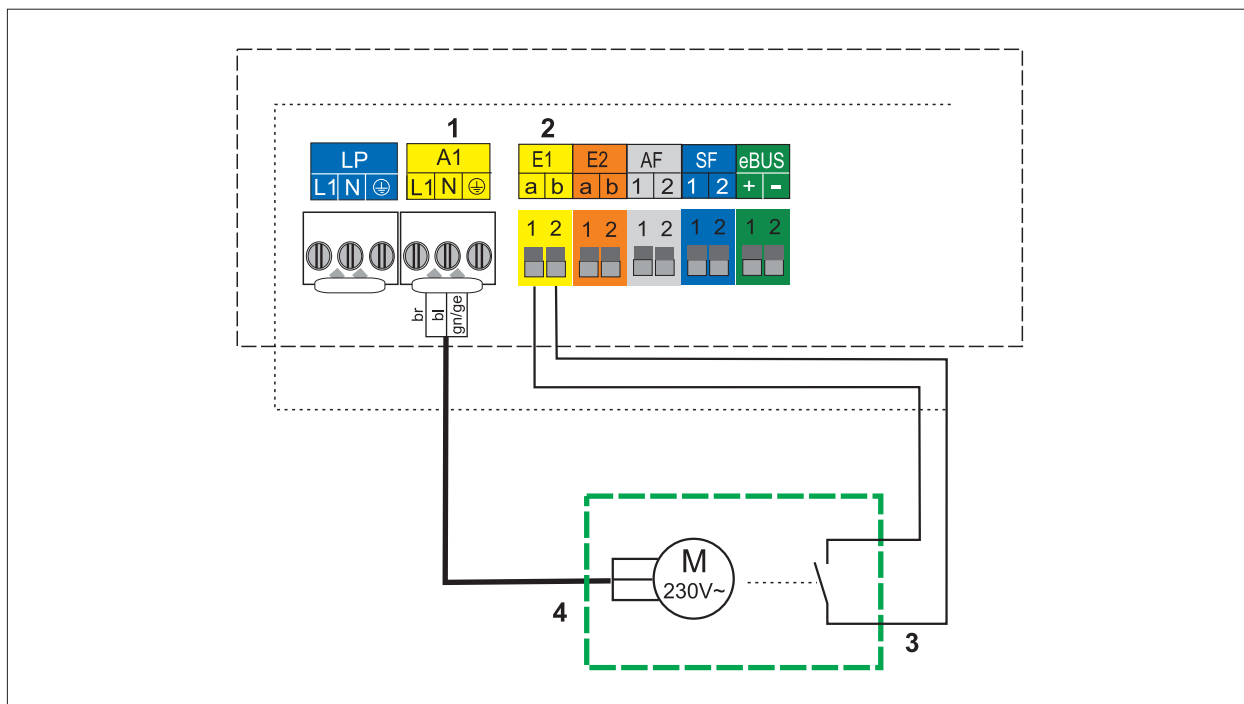 1 2
LP A1 E1 E2 AF SF eBUS
L1 N L1 N a b a b 1 2 1 2 + -
1 2 1 2 1 2 1 2 1 2
br bl gn/ge
M
230V~
4
3